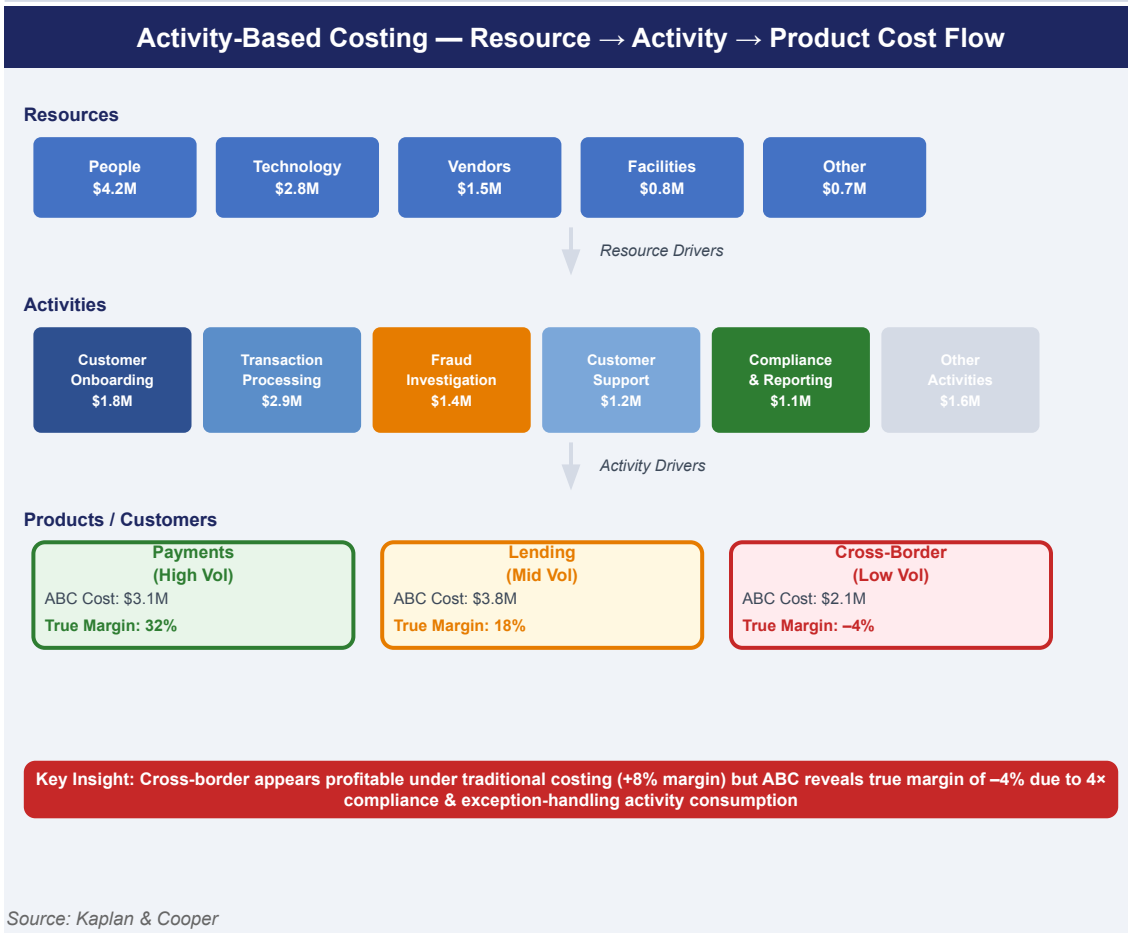 Activity-Based Costing — Resource → Activity → Product Cost Flow
Resources
People
$4.2M
Technology
$2.8M
Vendors
$1.5M
Facilities
$0.8M
Other
$0.7M
Resource Drivers
Activities
Customer
Onboarding
$1.8M
Transaction
Processing
$2.9M
Fraud
Investigation
$1.4M
Customer
Support
$1.2M
Compliance
& Reporting
$1.1M
Other
Activities
$1.6M
Activity Drivers
Products / Customers
Payments
(High Vol)
ABC Cost: $3.1M
True Margin: 32%
Lending
(Mid Vol)
ABC Cost: $3.8M
True Margin: 18%
Cross-Border
(Low Vol)
ABC Cost: $2.1M
True Margin: –4%
Key Insight: Cross-border appears profitable under traditional costing (+8% margin) but ABC reveals true margin of –4% due to 4×
compliance & exception-handling activity consumption
Source: Kaplan & Cooper